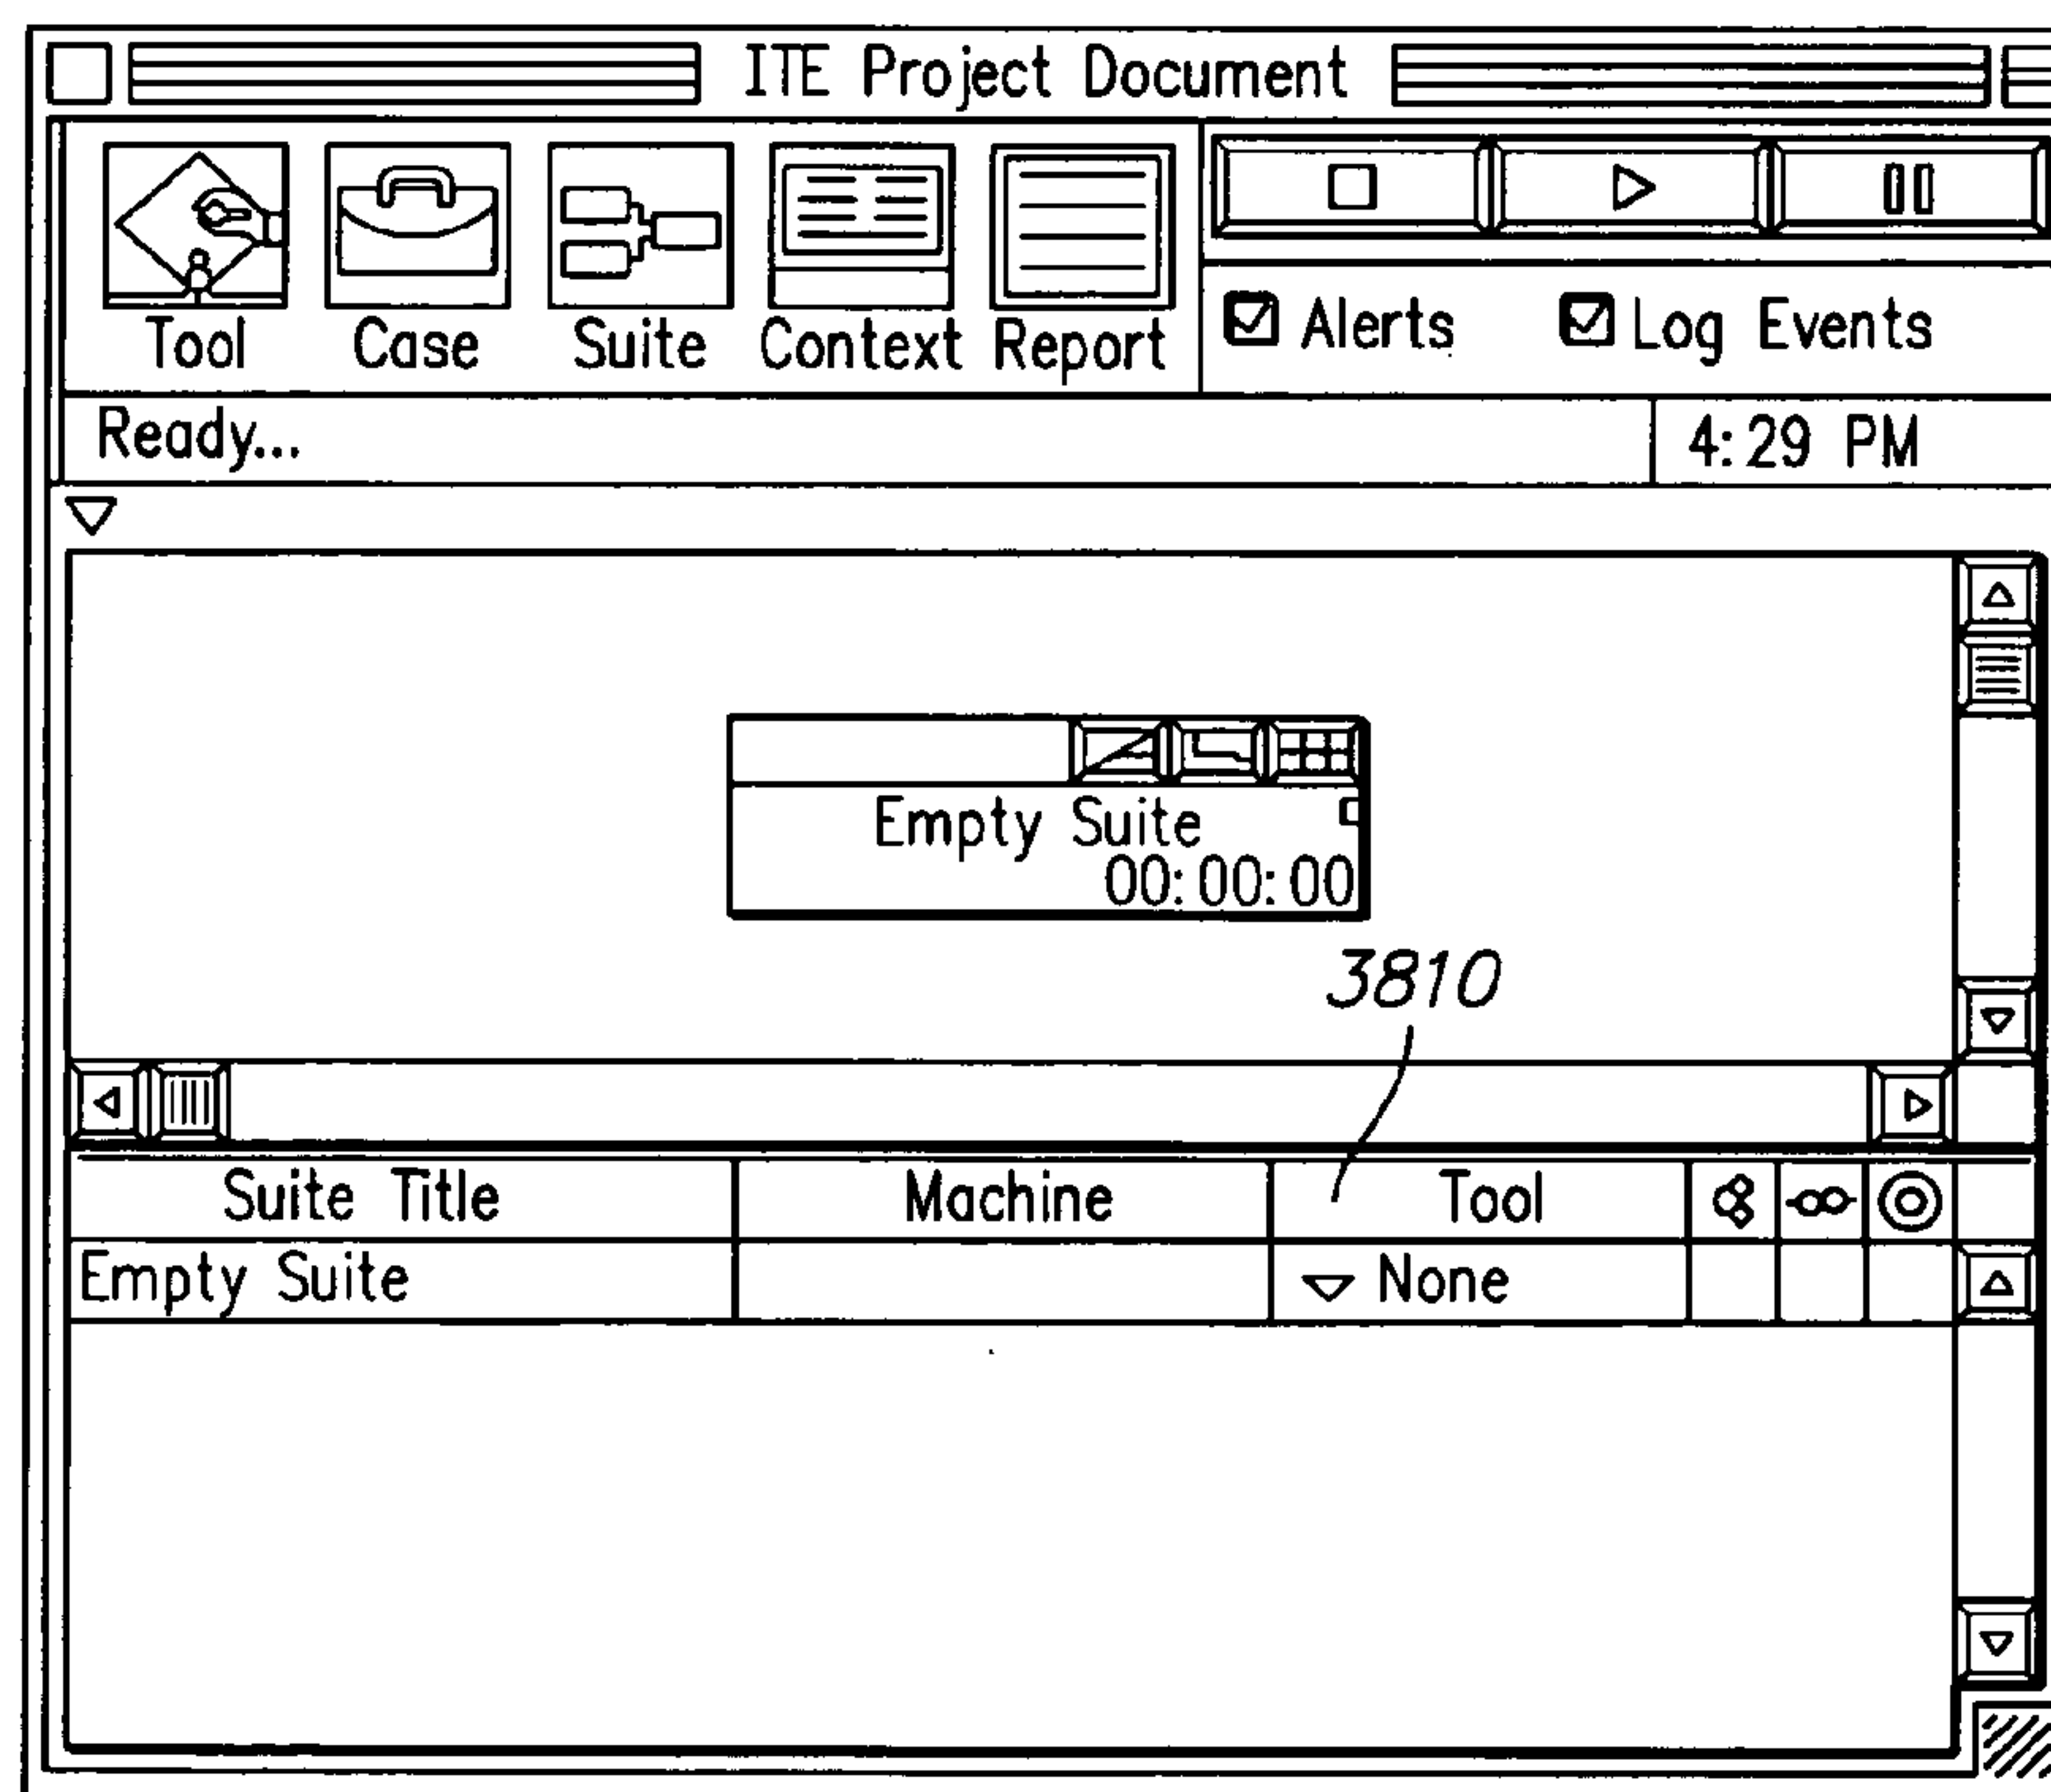 ITE Project Document
Tool Case Suite Context Report
Alerts Log Events
Ready... 4:29 PM
Empty Suite
00:00:00
3810
Suite Title Machine Tool
Empty Suite None